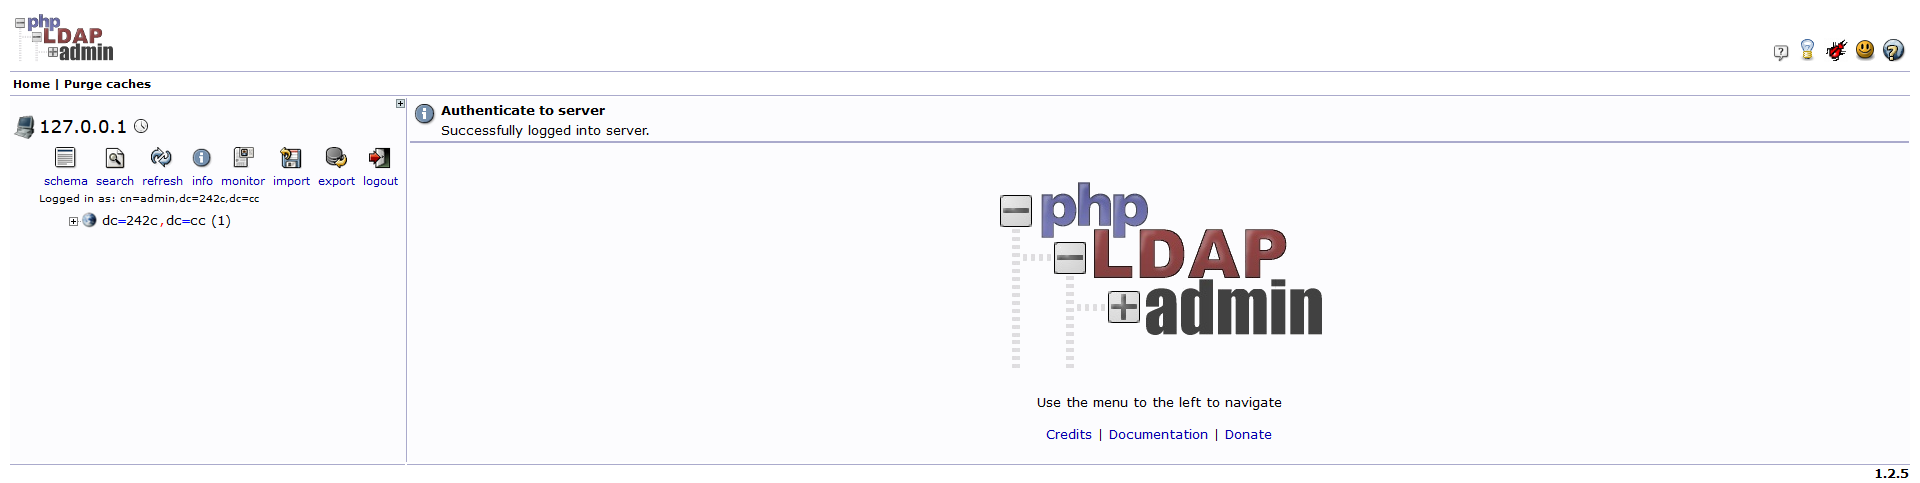 php
LDAP
admin
Home | Purge caches
127.0.0.1
schema search refresh info monitor import export logout
Logged in as: cn=admin,dc=242c,dc=cc
dc=242c,dc=cc (1)
Authenticate to server
Successfully logged into server.
php
LDAP
admin
Use the menu to the left to navigate
Credits | Documentation | Donate
1.2.5